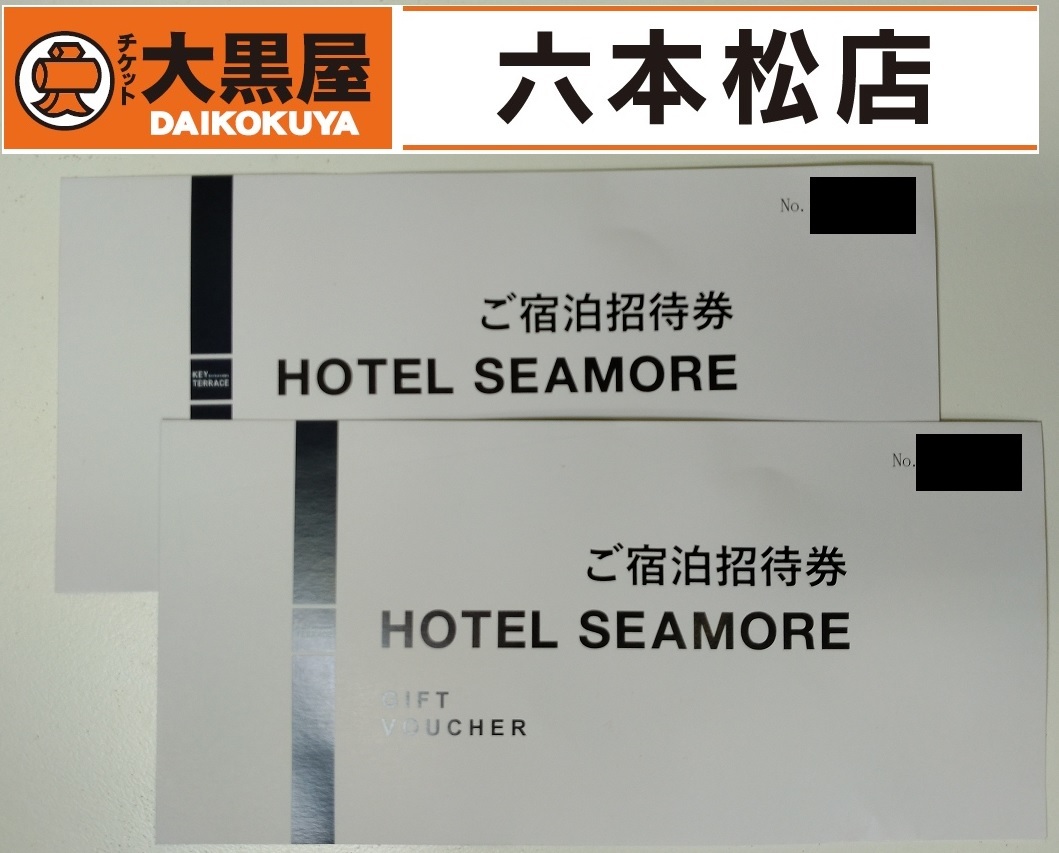 チケット
大黒屋
DAIKOKUYA
六本松店
No.
ご宿泊招待券
HOTEL SEAMORE
KEY
TERRACE
No.
ご宿泊招待券
HOTEL SEAMORE
GIFT
VOUCHER